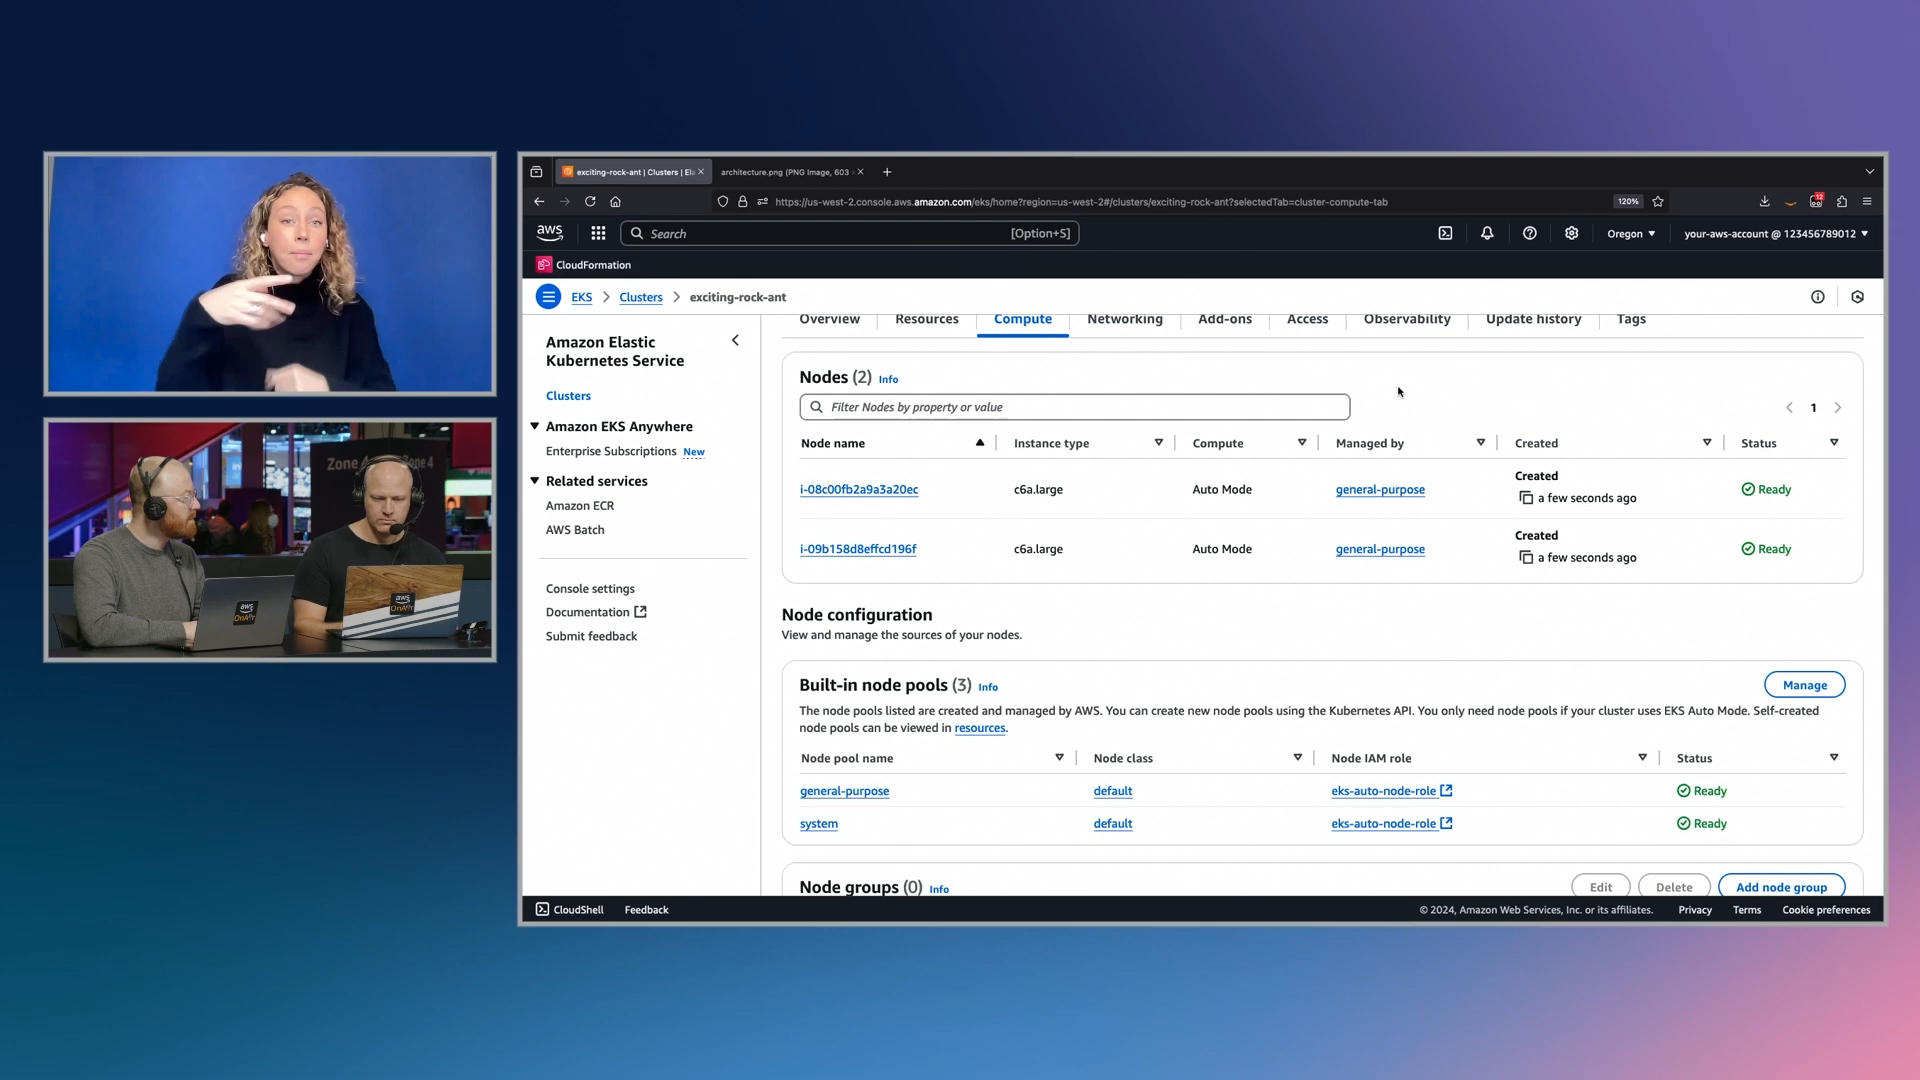 exciting-rock-ant | Clusters | Ela
architecture.png (PNG Image, 603
https://us-west-2.console.aws.amazon.com/eks/home?region=us-west-2#/clusters/exciting-rock-ant?selectedTab=cluster-compute-tab
120%
12
aws
Search
[Option+S]
Oregon
your-aws-account @ 123456789012
CloudFormation
EKS
Clusters
exciting-rock-ant
Amazon Elastic
Kubernetes Service
Clusters
Amazon EKS Anywhere
Enterprise Subscriptions New
Related services
Amazon ECR
AWS Batch
Console settings
Documentation
Submit feedback
Overview
Resources
Compute
Networking
Add-ons
Access
Observability
Update history
Tags
Nodes (2) Info
Filter Nodes by property or value
1
Node name
Instance type
Compute
Managed by
Created
Status
i-08c00fb2a9a3a20ec
c6a.large
Auto Mode
general-purpose
Created
a few seconds ago
Ready
i-09b158d8effcd196f
c6a.large
Auto Mode
general-purpose
Created
a few seconds ago
Ready
Node configuration
View and manage the sources of your nodes.
Built-in node pools (3) Info
Manage
The node pools listed are created and managed by AWS. You can create new node pools using the Kubernetes API. You only need node pools if your cluster uses EKS Auto Mode. Self-created
node pools can be viewed in resources.
Node pool name
Node class
Node IAM role
Status
general-purpose
default
eks-auto-node-role
Ready
system
default
eks-auto-node-role
Ready
Node groups (0) Info
Edit
Delete
Add node group
CloudShell
Feedback
© 2024, Amazon Web Services, Inc. or its affiliates.
Privacy
Terms
Cookie preferences
Zone 4
Zone 4
aws
OnAir
aws
OnAir